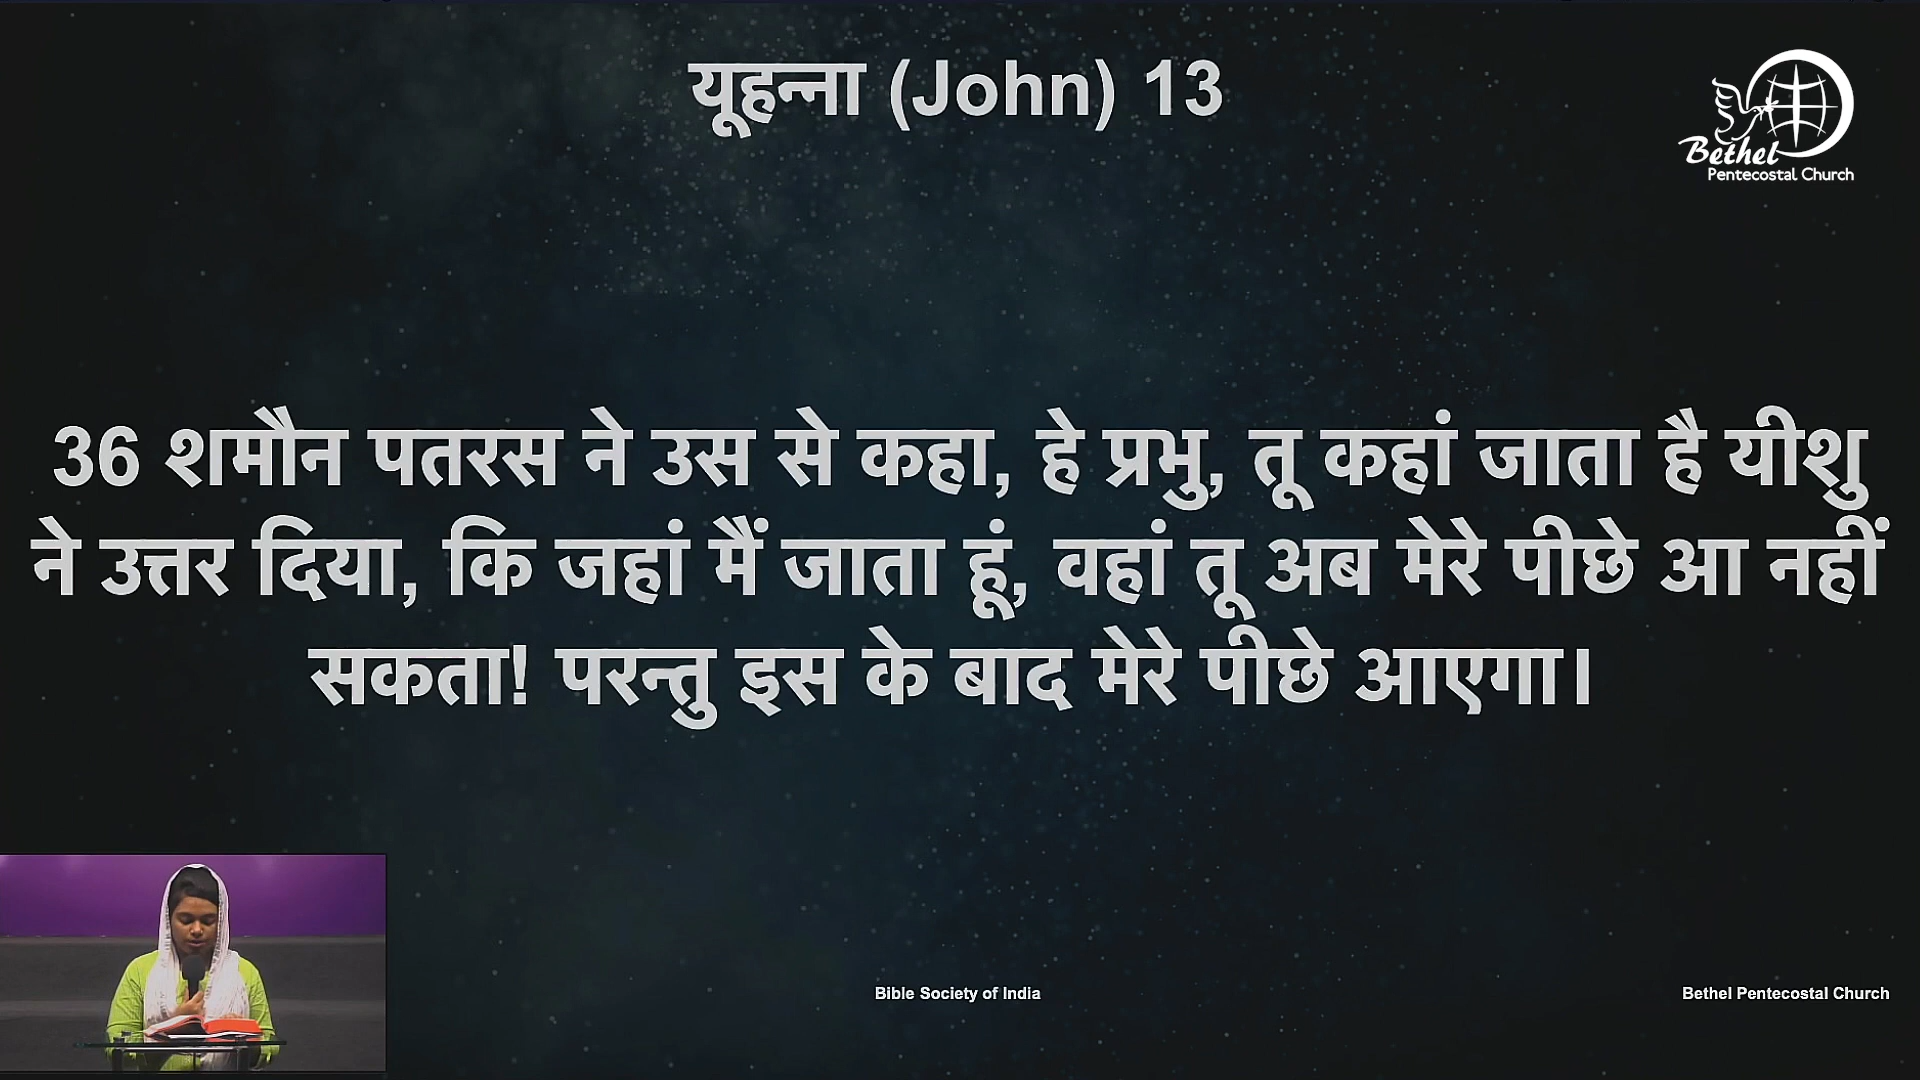 यूहन्ना (John) 13
Bethel
Pentecostal Church
36 शमौन पतरस ने उस से कहा, हे प्रभु, तू कहां जाता है यीशु
ने उत्तर दिया, कि जहां मैं जाता हूं, वहां तू अब मेरे पीछे आ नहीं
सकता! परन्तु इस के बाद मेरे पीछे आएगा।
Bible Society of India
Bethel Pentecostal Church